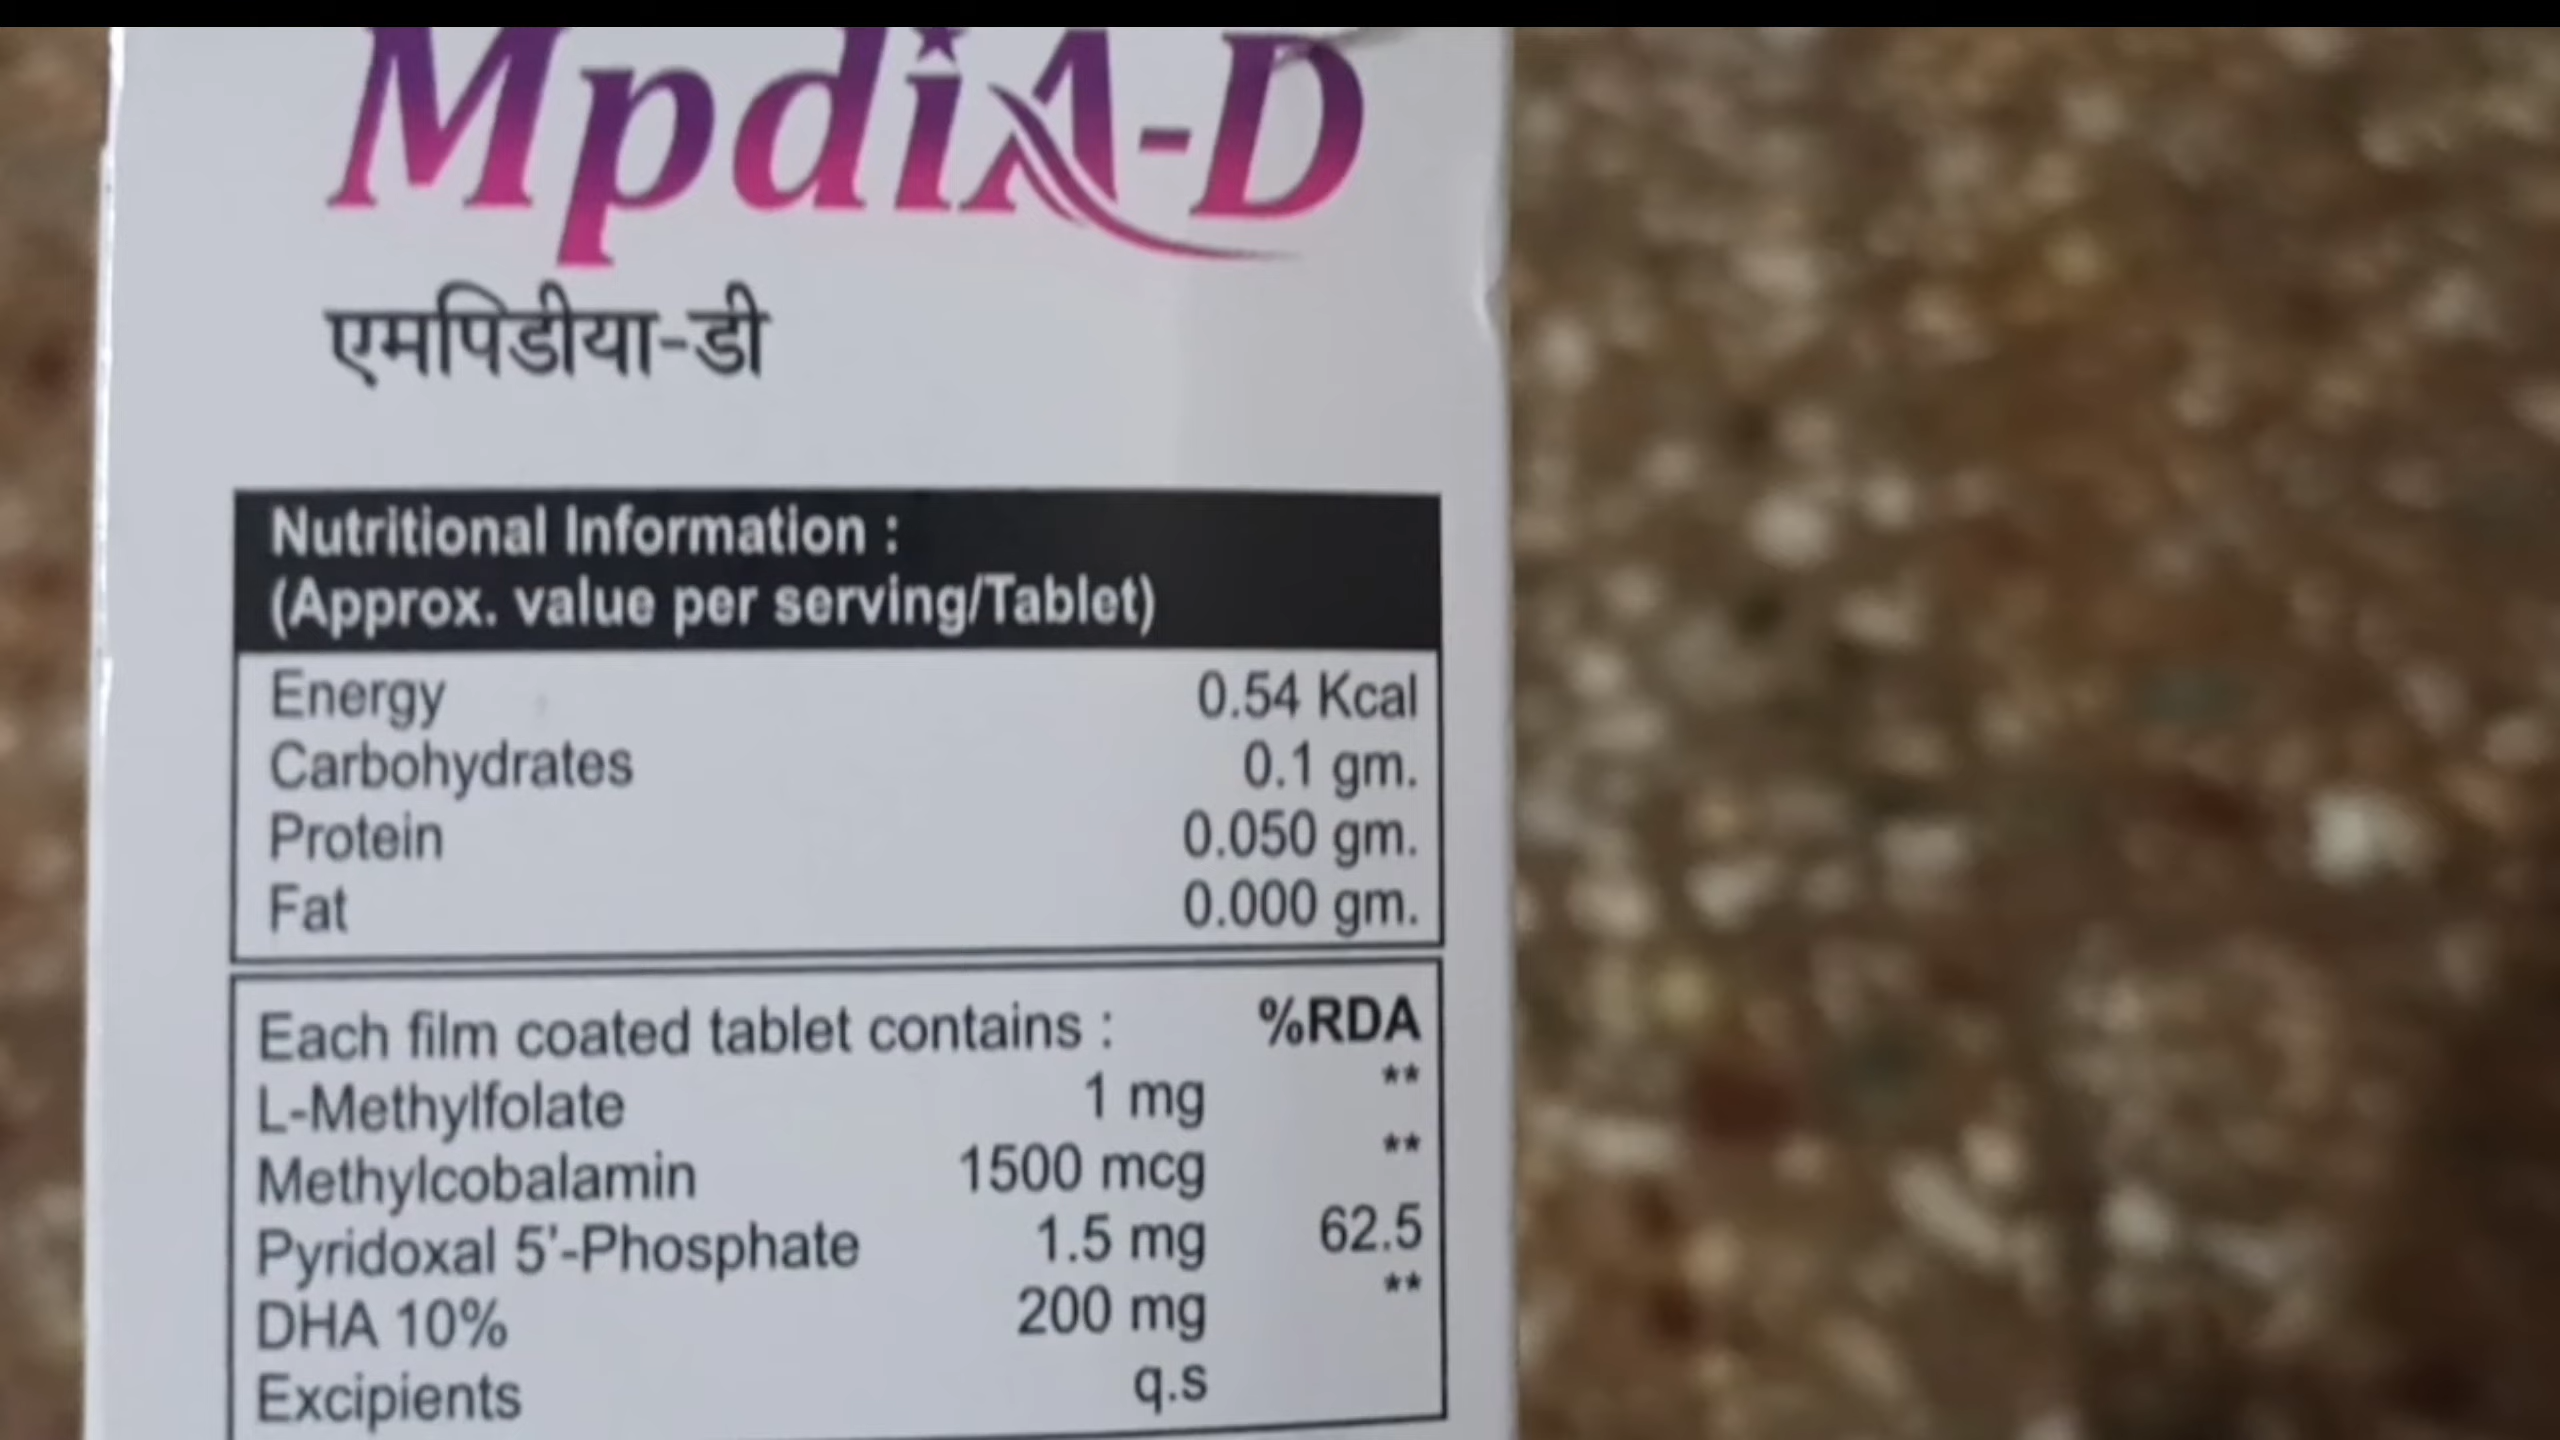 MpdiA-D
एमपिडीया-डी
Nutritional Information :
(Approx. value per serving/Tablet)
Energy 0.54 Kcal
Carbohydrates 0.1 gm.
Protein 0.050 gm.
Fat 0.000 gm.
Each film coated tablet contains : %RDA
L-Methylfolate 1 mg **
Methylcobalamin 1500 mcg **
Pyridoxal 5'-Phosphate 1.5 mg 62.5
DHA 10% 200 mg **
Excipients q.s